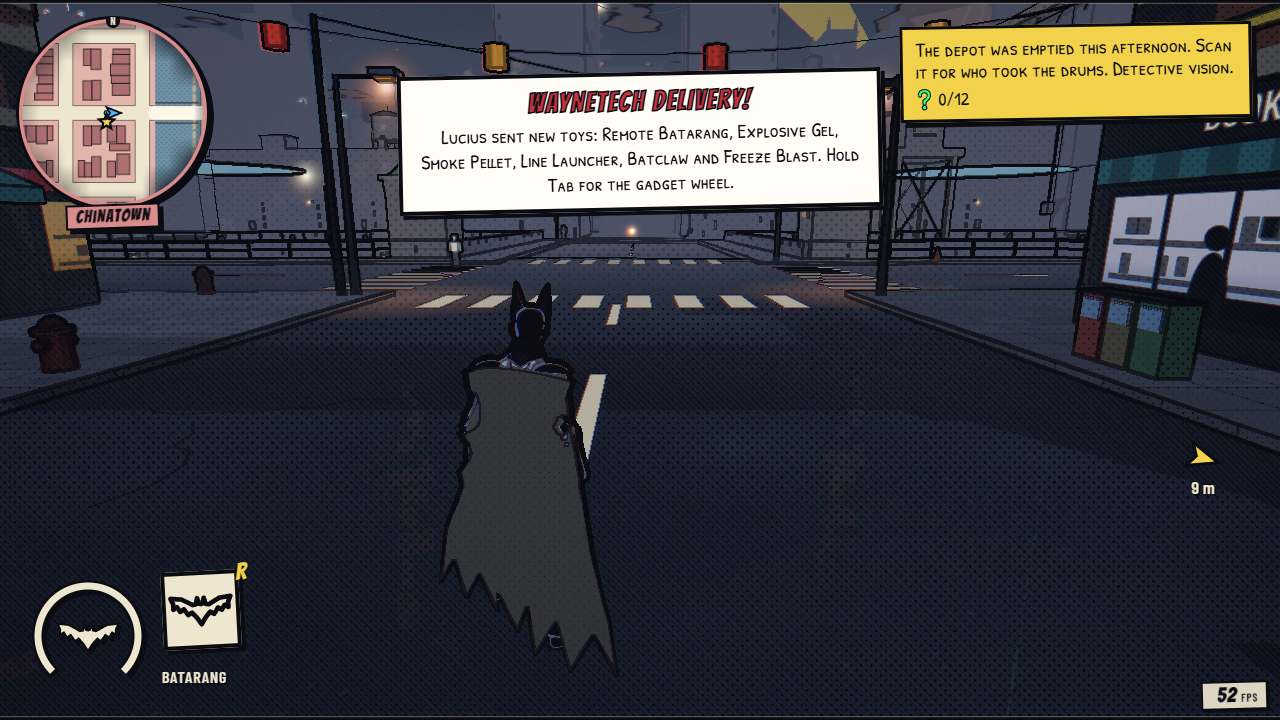 N
CHINATOWN
WAYNETECH DELIVERY!
LUCIUS SENT NEW TOYS: REMOTE BATARANG, EXPLOSIVE GEL,
SMOKE PELLET, LINE LAUNCHER, BATCLAW AND FREEZE BLAST. HOLD
TAB FOR THE GADGET WHEEL.
THE DEPOT WAS EMPTIED THIS AFTERNOON. SCAN
IT FOR WHO TOOK THE DRUMS. DETECTIVE VISION.
? 0/12
9 m
R
BATARANG
52 FPS